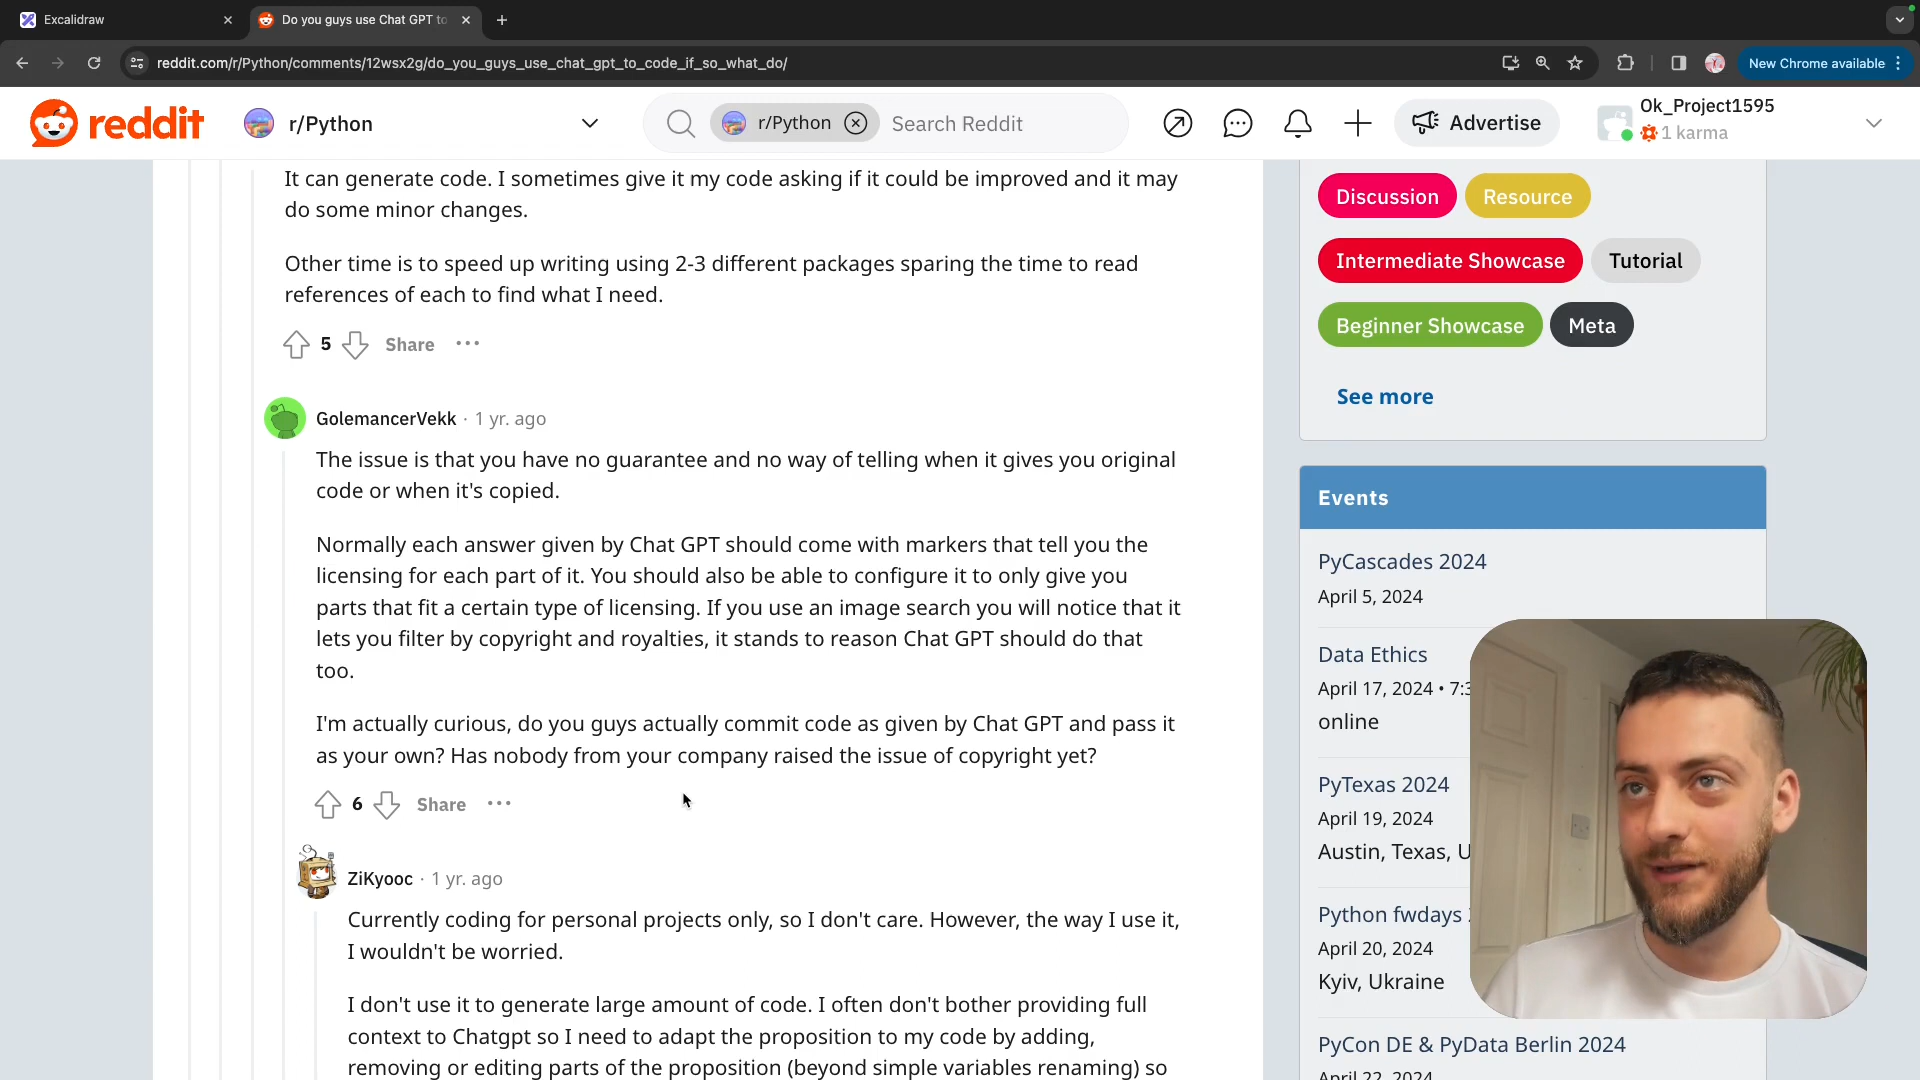 Excalidraw
Do you guys use Chat GPT to
reddit.com/r/Python/comments/12wsx2g/do_you_guys_use_chat_gpt_to_code_if_so_what_do/
New Chrome available
reddit
r/Python
r/Python
Search Reddit
Advertise
Ok_Project1595
1 karma
It can generate code. I sometimes give it my code asking if it could be improved and it may
do some minor changes.
Other time is to speed up writing using 2-3 different packages sparing the time to read
references of each to find what I need.
5
Share
GolemancerVekk · 1 yr. ago
The issue is that you have no guarantee and no way of telling when it gives you original
code or when it's copied.
Normally each answer given by Chat GPT should come with markers that tell you the
licensing for each part of it. You should also be able to configure it to only give you
parts that fit a certain type of licensing. If you use an image search you will notice that it
lets you filter by copyright and royalties, it stands to reason Chat GPT should do that
too.
I'm actually curious, do you guys actually commit code as given by Chat GPT and pass it
as your own? Has nobody from your company raised the issue of copyright yet?
6
Share
ZiKyooc · 1 yr. ago
Currently coding for personal projects only, so I don't care. However, the way I use it,
I wouldn't be worried.
I don't use it to generate large amount of code. I often don't bother providing full
context to Chatgpt so I need to adapt the proposition to my code by adding,
removing or editing parts of the proposition (beyond simple variables renaming) so
Discussion
Resource
Intermediate Showcase
Tutorial
Beginner Showcase
Meta
See more
Events
PyCascades 2024
April 5, 2024
Data Ethics
April 17, 2024 • 7:3
online
PyTexas 2024
April 19, 2024
Austin, Texas, U
Python fwdays
April 20, 2024
Kyiv, Ukraine
PyCon DE & PyData Berlin 2024
April 22, 2024